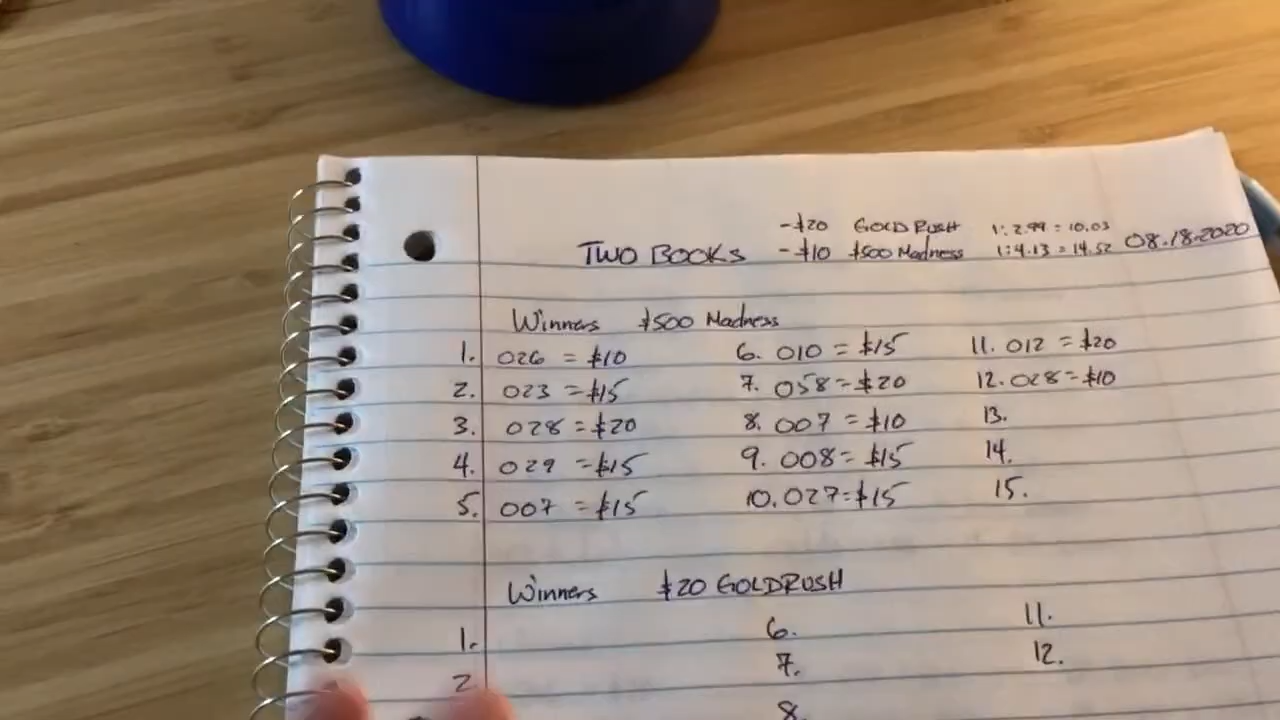 -$20 GOLD RUSH 1:2.99 = 10.03
TWO BOOKS -$10 $500 Madness 1:4.13 = 14.52 08.18.2020
Winners $500 Madness
1. 026 = $10 6. 010 = $15 11. 012 = $20
2. 023 = $15 7. 058 = $20 12. 028 = $10
3. 028 = $20 8. 007 = $10 13.
4. 029 = $15 9. 008 = $15 14.
5. 007 = $15 10. 027 = $15 15.
Winners $20 GOLDRUSH
1. 6. 11.
2 7. 12.
8.